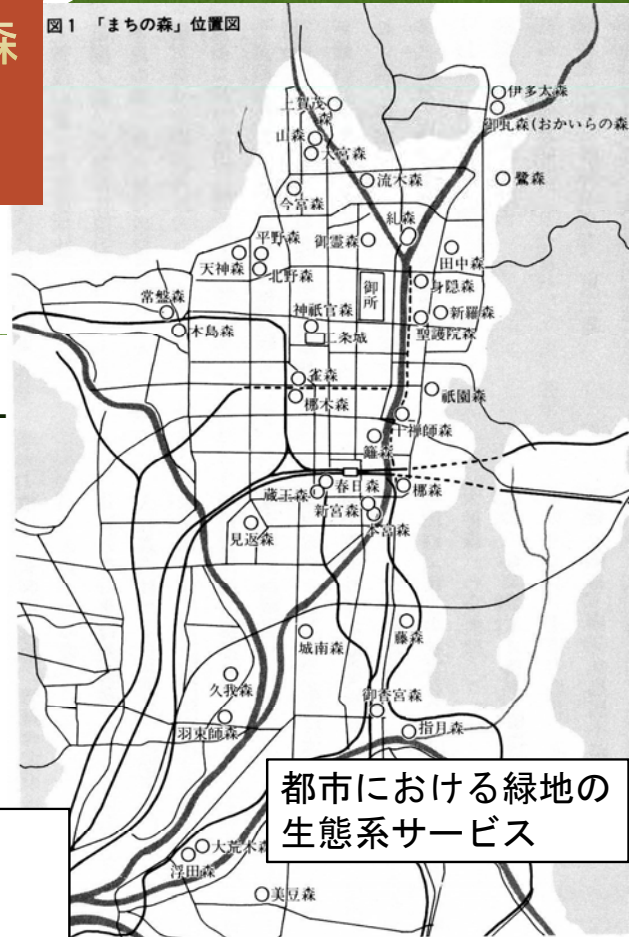 森
図1 「まちの森」位置図
伊多太森
上賀茂
森
御乢森(おかいらの森
山森
大宮森
流木森
鷺森
今宮森
糺森
平野森
御霊森
田中森
天神森
北野森
御所
身隠森
常盤森
神祇官森
新羅森
木島森
二条城
聖護院森
雀森
祇園森
梛木森
十禅師森
籬森
春日森
蔵王森
梛森
新宮森
本宮森
見返森
城南森
藤森
久我森
御香宮森
羽束師森
指月森
都市における緑地の
生態系サービス
大荒木森
浮田森
美豆森